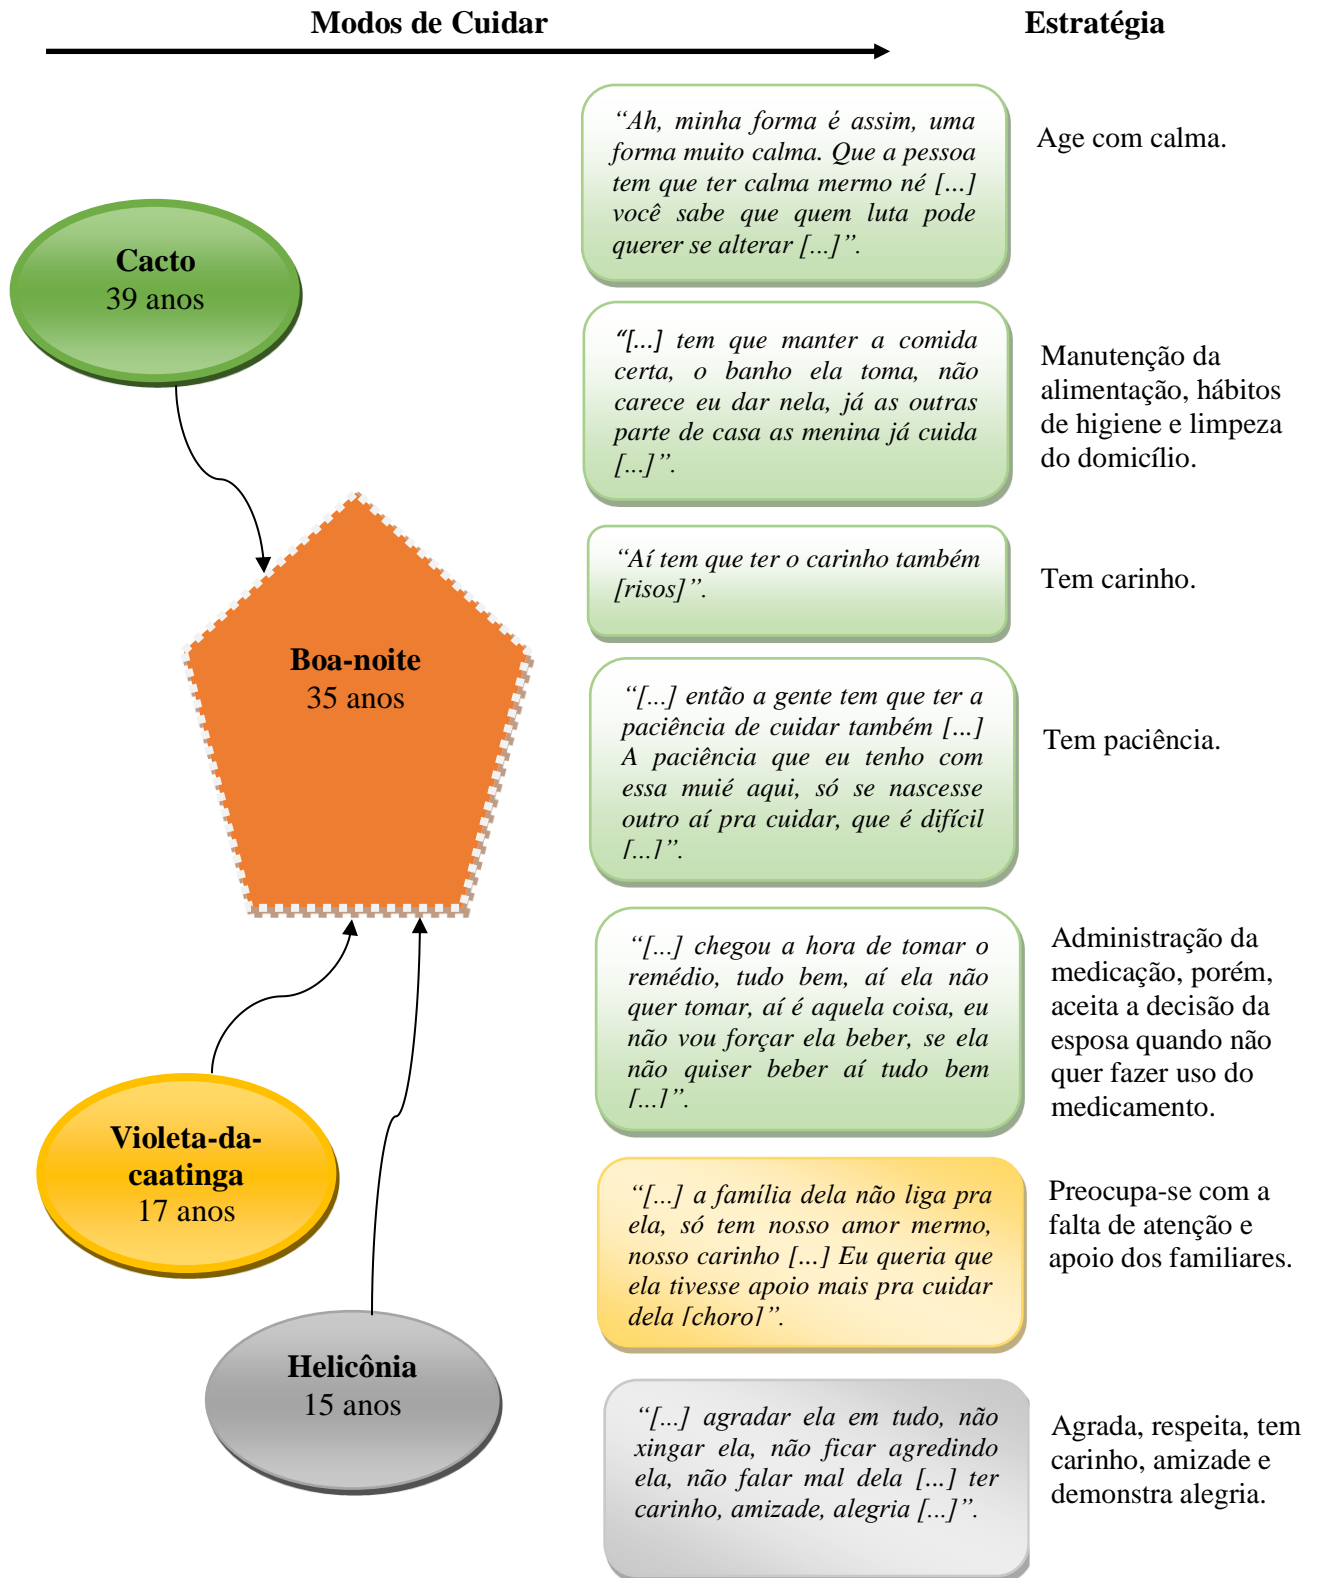 Modos de Cuidar
Estratégia
Cacto
39 anos
Boa-noite
35 anos
Violeta-da-
caatinga
17 anos
Helicônia
15 anos
“Ah, minha forma é assim, uma
forma muito calma. Que a pessoa
tem que ter calma mermo né [...]
você sabe que quem luta pode
querer se alterar [...]”.
Age com calma.
“[...] tem que manter a comida
certa, o banho ela toma, não
carece eu dar nela, já as outras
parte de casa as menina já cuida
[...]”.
Manutenção da
alimentação, hábitos
de higiene e limpeza
do domicílio.
“Aí tem que ter o carinho também
[risos]”.
Tem carinho.
“[...] então a gente tem que ter a
paciência de cuidar também [...]
A paciência que eu tenho com
essa muié aqui, só se nascesse
outro aí pra cuidar, que é difícil
[...]”.
Tem paciência.
“[...] chegou a hora de tomar o
remédio, tudo bem, aí ela não
quer tomar, aí é aquela coisa, eu
não vou forçar ela beber, se ela
não quiser beber aí tudo bem
[...]”.
Administração da
medicação, porém,
aceita a decisão da
esposa quando não
quer fazer uso do
medicamento.
“[...] a família dela não liga pra
ela, só tem nosso amor mermo,
nosso carinho [...] Eu queria que
ela tivesse apoio mais pra cuidar
dela [choro]”.
Preocupa-se com a
falta de atenção e
apoio dos familiares.
“[...] agradar ela em tudo, não
xingar ela, não ficar agredindo
ela, não falar mal dela [...] ter
carinho, amizade, alegria [...]”.
Agrada, respeita, tem
carinho, amizade e
demonstra alegria.